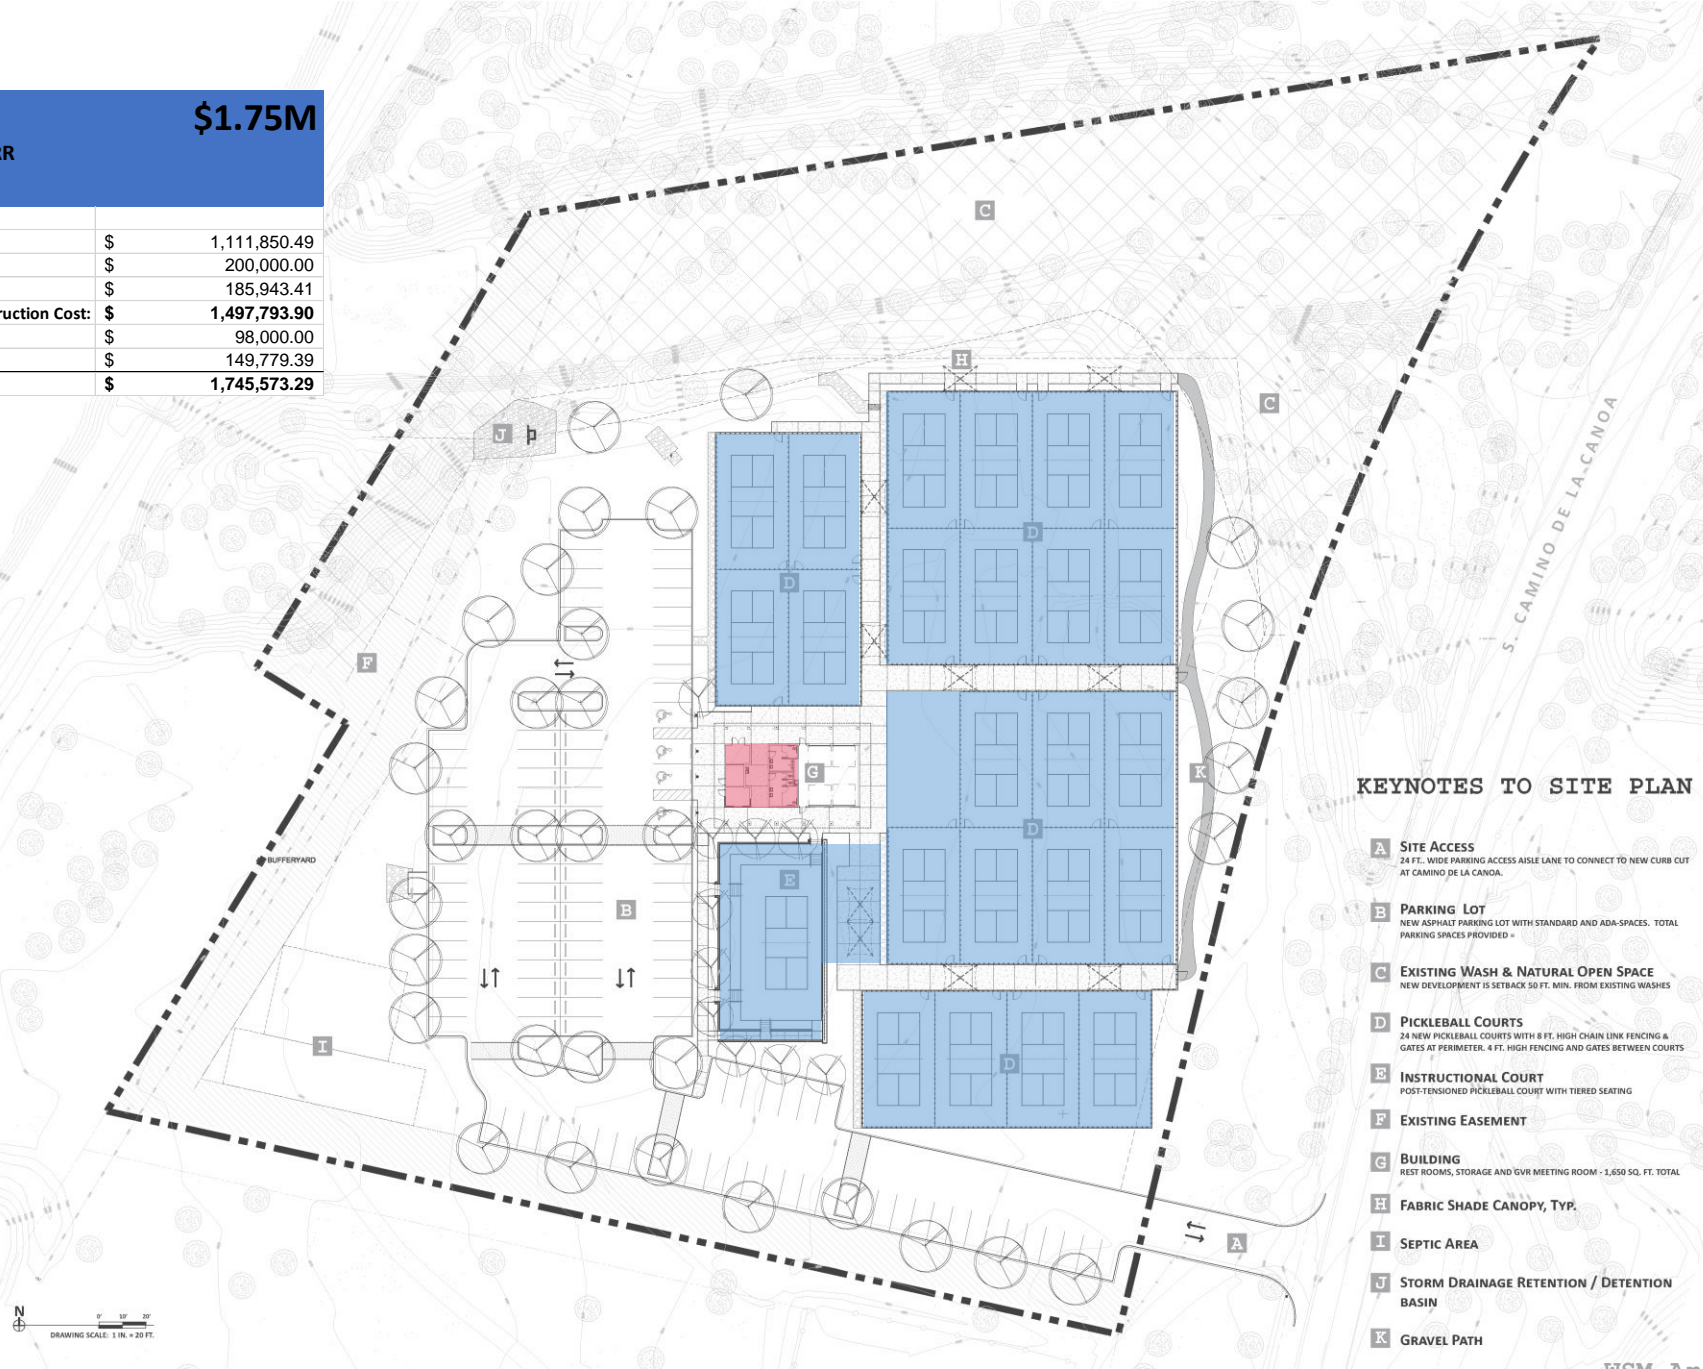 $1.75M
RR
$ 1,111,850.49
$ 200,000.00
$ 185,943.41
ruction Cost: $ 1,497,793.90
$ 98,000.00
$ 149,779.39
$ 1,745,573.29
C
H
C
J
D
D
F
S. CAMINO DE LA CANOA
G
K
D
BUFFERYARD
E
B
I
D
A
KEYNOTES TO SITE PLAN
A SITE ACCESS
24 FT.. WIDE PARKING ACCESS AISLE LANE TO CONNECT TO NEW CURB CUT
AT CAMINO DE LA CANOA.
B PARKING LOT
NEW ASPHALT PARKING LOT WITH STANDARD AND ADA-SPACES. TOTAL
PARKING SPACES PROVIDED =
C EXISTING WASH & NATURAL OPEN SPACE
NEW DEVELOPMENT IS SETBACK 50 FT. MIN. FROM EXISTING WASHES
D PICKLEBALL COURTS
24 NEW PICKLEBALL COURTS WITH 8 FT. HIGH CHAIN LINK FENCING &
GATES AT PERIMETER. 4 FT. HIGH FENCING AND GATES BETWEEN COURTS
E INSTRUCTIONAL COURT
POST-TENSIONED PICKLEBALL COURT WITH TIERED SEATING
F EXISTING EASEMENT
G BUILDING
REST ROOMS, STORAGE AND GVR MEETING ROOM - 1,650 SQ. FT. TOTAL
H FABRIC SHADE CANOPY, TYP.
I SEPTIC AREA
J STORM DRAINAGE RETENTION / DETENTION
BASIN
K GRAVEL PATH
N
0' 10' 20'
DRAWING SCALE: 1 IN. = 20 FT.